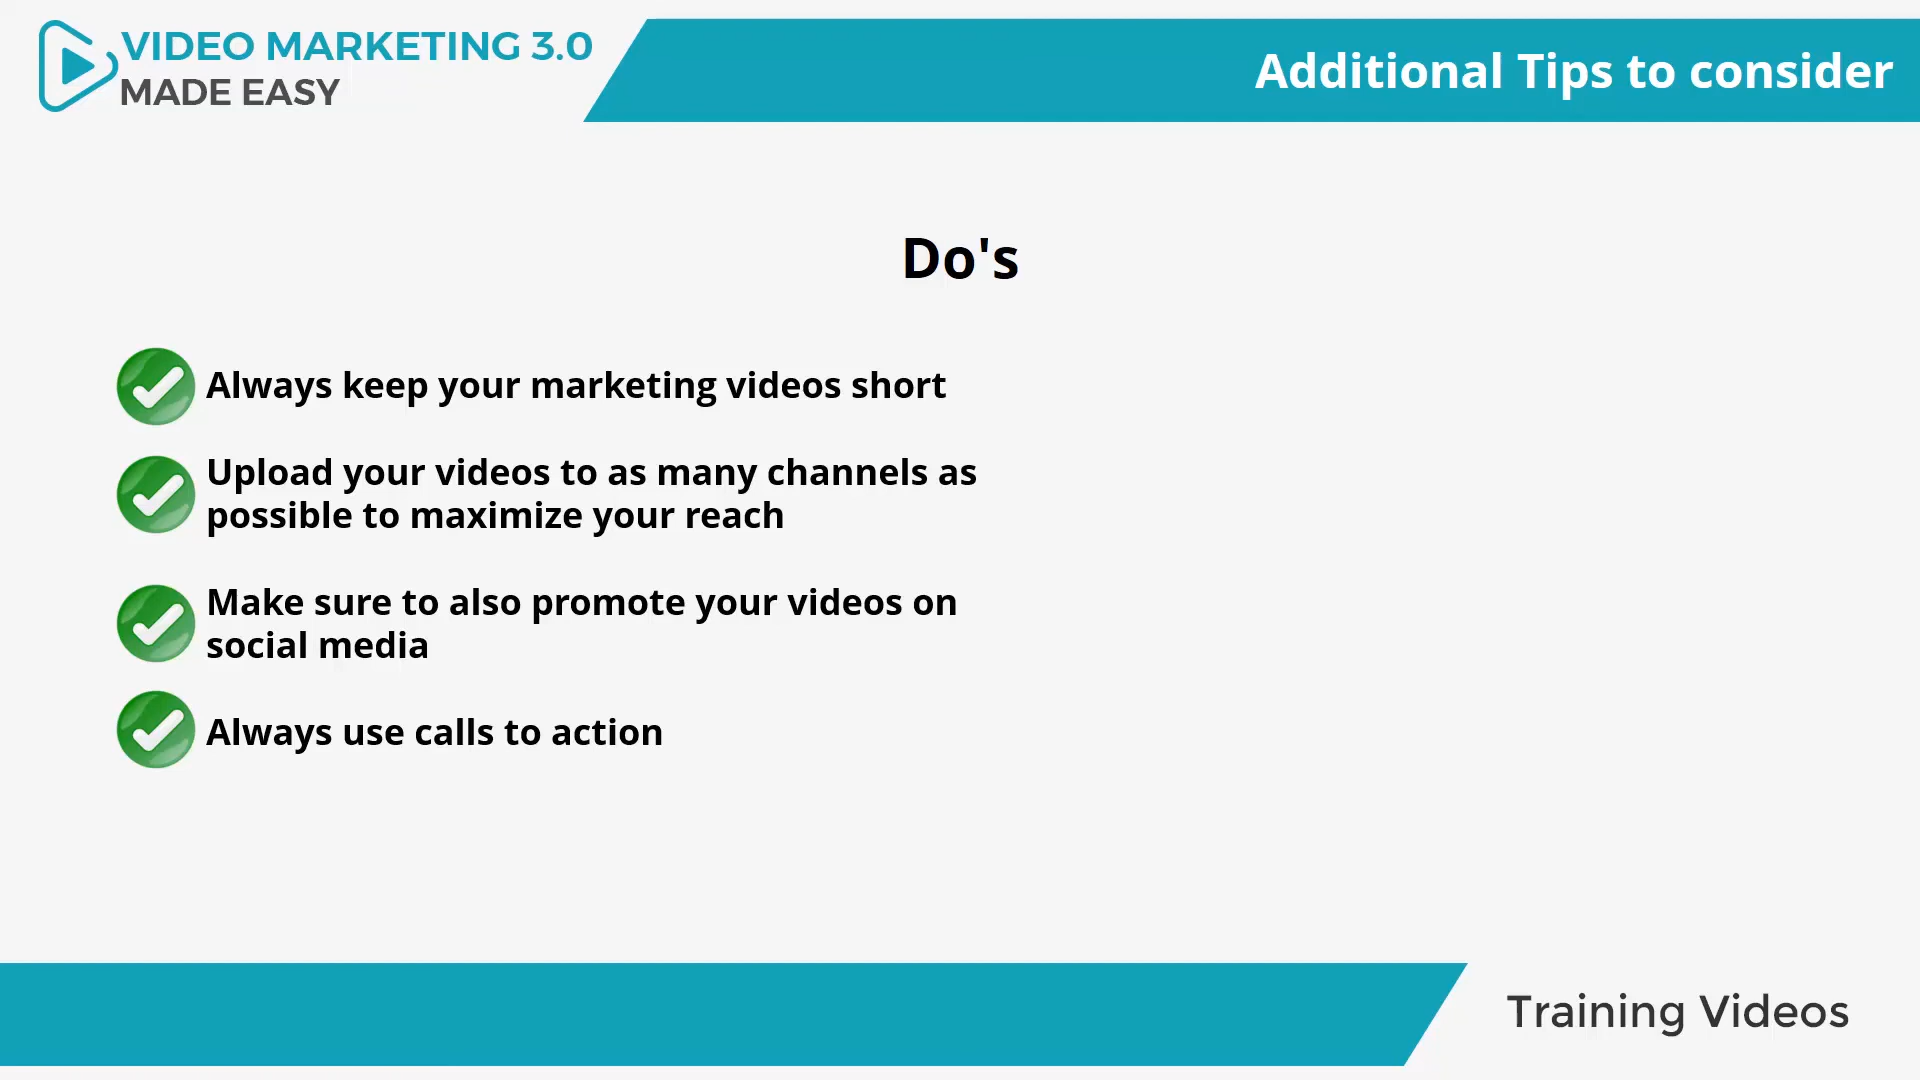 VIDEO MARKETING 3.0
MADE EASY
Additional Tips to consider
Do's
Always keep your marketing videos short
Upload your videos to as many channels as
possible to maximize your reach
Make sure to also promote your videos on
social media
Always use calls to action
Training Videos